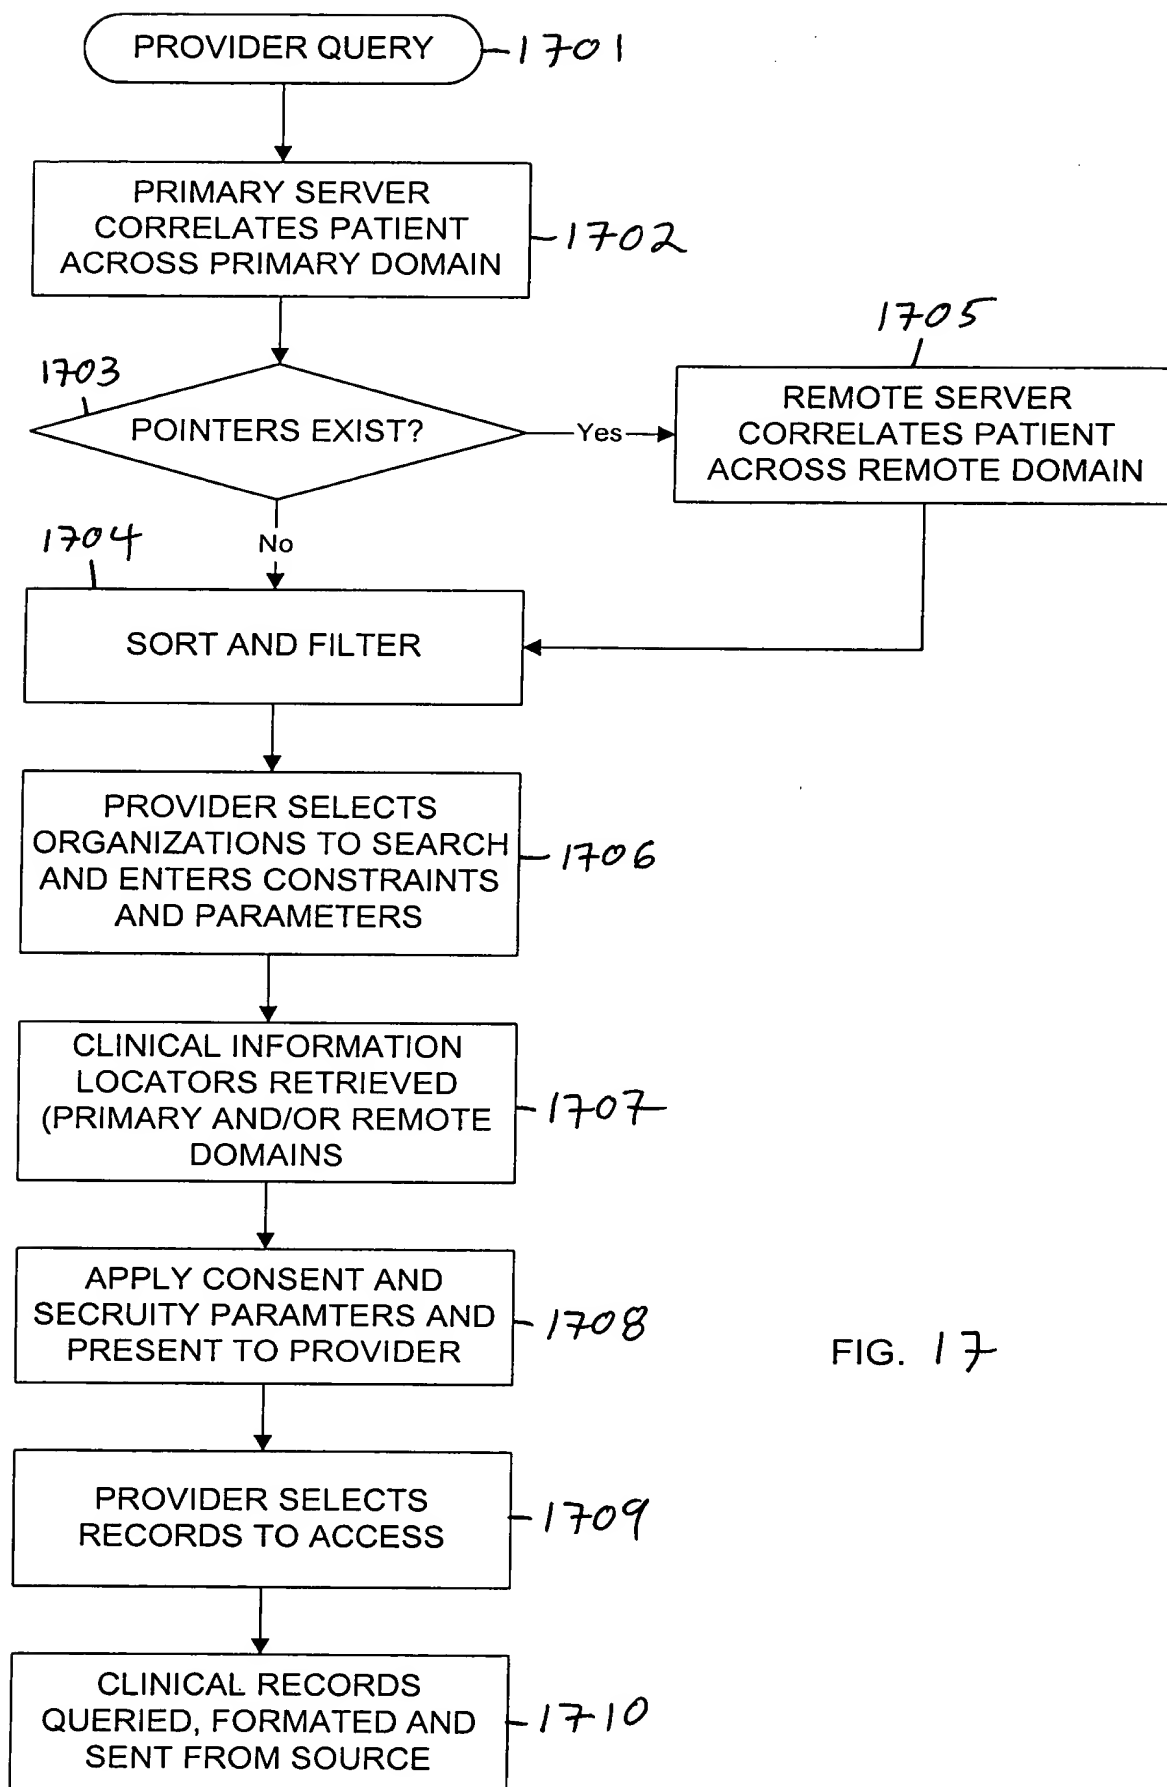 PROVIDER QUERY
1701
PRIMARY SERVER
CORRELATES PATIENT
ACROSS PRIMARY DOMAIN
1702
1703
POINTERS EXIST?
Yes
1705
REMOTE SERVER
CORRELATES PATIENT
ACROSS REMOTE DOMAIN
No
1704
SORT AND FILTER
PROVIDER SELECTS
ORGANIZATIONS TO SEARCH
AND ENTERS CONSTRAINTS
AND PARAMETERS
1706
CLINICAL INFORMATION
LOCATORS RETRIEVED
(PRIMARY AND/OR REMOTE
DOMAINS
1707
APPLY CONSENT AND
SECRUITY PARAMTERS AND
PRESENT TO PROVIDER
1708
FIG. 17
PROVIDER SELECTS
RECORDS TO ACCESS
1709
CLINICAL RECORDS
QUERIED, FORMATED AND
SENT FROM SOURCE
1710